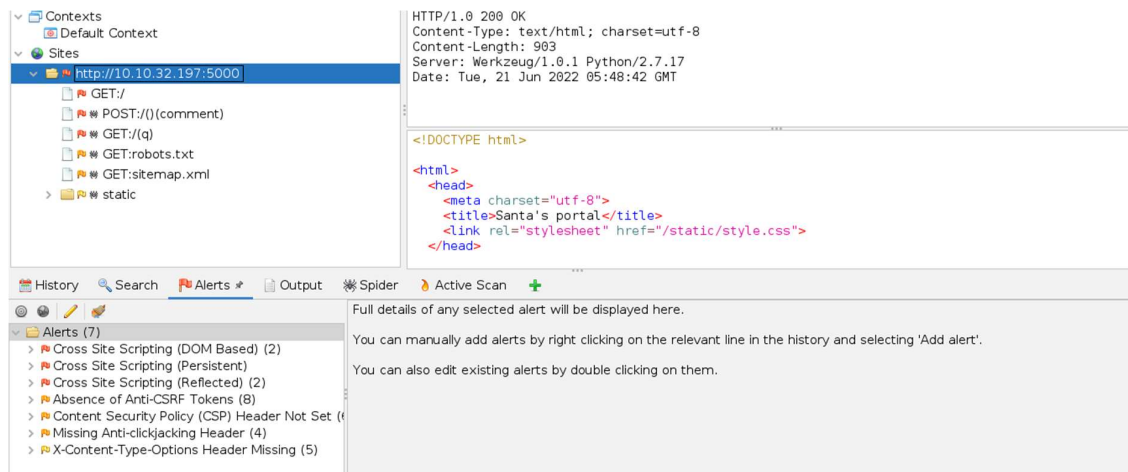 Contexts
Default Context
Sites
http://10.10.32.197:5000
GET:/
POST:/()(comment)
GET:/(q)
GET:robots.txt
GET:sitemap.xml
static
HTTP/1.0 200 OK
Content-Type: text/html; charset=utf-8
Content-Length: 903
Server: Werkzeug/1.0.1 Python/2.7.17
Date: Tue, 21 Jun 2022 05:48:42 GMT
<!DOCTYPE html>
<html>
<head>
<meta charset="utf-8">
<title>Santa's portal</title>
<link rel="stylesheet" href="/static/style.css">
</head>
History Search Alerts Output Spider Active Scan
Alerts (7)
Cross Site Scripting (DOM Based) (2)
Cross Site Scripting (Persistent)
Cross Site Scripting (Reflected) (2)
Absence of Anti-CSRF Tokens (8)
Content Security Policy (CSP) Header Not Set
Missing Anti-clickjacking Header (4)
X-Content-Type-Options Header Missing (5)
Full details of any selected alert will be displayed here.
You can manually add alerts by right clicking on the relevant line in the history and selecting 'Add alert'.
You can also edit existing alerts by double clicking on them.